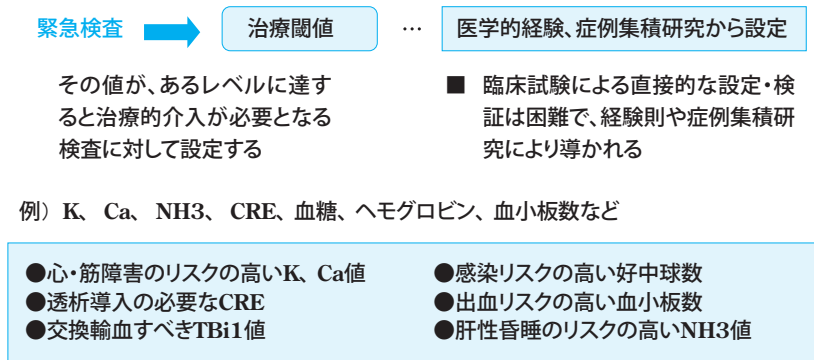 緊急検査 治療閾値 … 医学的経験、症例集積研究から設定
その値が、あるレベルに達す
ると治療的介入が必要となる
検査に対して設定する
■ 臨床試験による直接的な設定・検
証は困難で、経験則や症例集積研
究により導かれる
例) K、 Ca、 NH3、 CRE、血糖、ヘモグロビン、血小板数など
●心・筋障害のリスクの高いK、Ca値
●透析導入の必要なCRE
●交換輸血すべきTBi1値
●感染リスクの高い好中球数
●出血リスクの高い血小板数
●肝性昏睡のリスクの高いNH3値